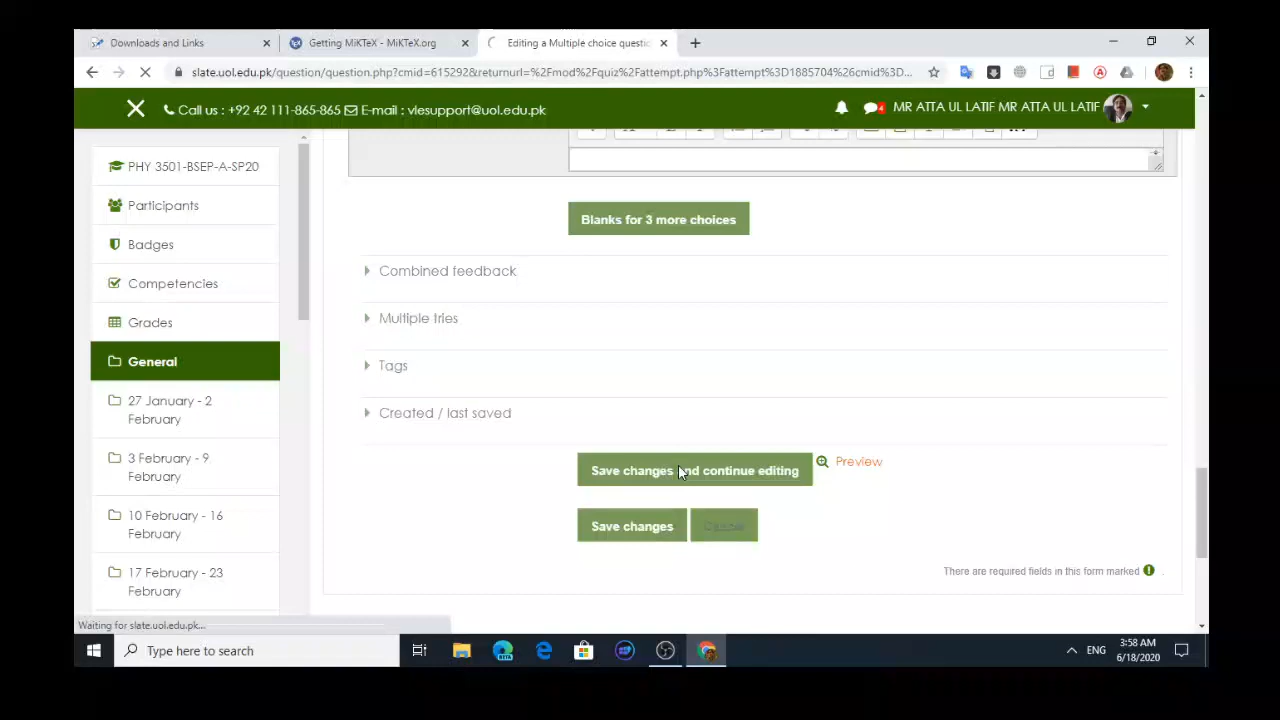 Downloads and Links
Getting MiKTeX - MiKTeX.org
Editing a Multiple choice questic
slate.uol.edu.pk/question/question.php?cmid=615292&returnurl=%2Fmod%2Fquiz%2Fattempt.php%3Fattempt%3D1885704%26cmid%3D...
Call us : +92 42 111-865-865 E-mail : vlesupport@uol.edu.pk
4
MR ATTA UL LATIF MR ATTA UL LATIF
PHY 3501-BSEP-A-SP20
Participants
Badges
Competencies
Grades
General
27 January - 2
February
3 February - 9
February
10 February - 16
February
17 February - 23
February
Blanks for 3 more choices
Combined feedback
Multiple tries
Tags
Created / last saved
Save changes and continue editing
Preview
Save changes
Cancel
There are required fields in this form marked
Waiting for slate.uol.edu.pk...
Type here to search
ENG
3:58 AM
6/18/2020